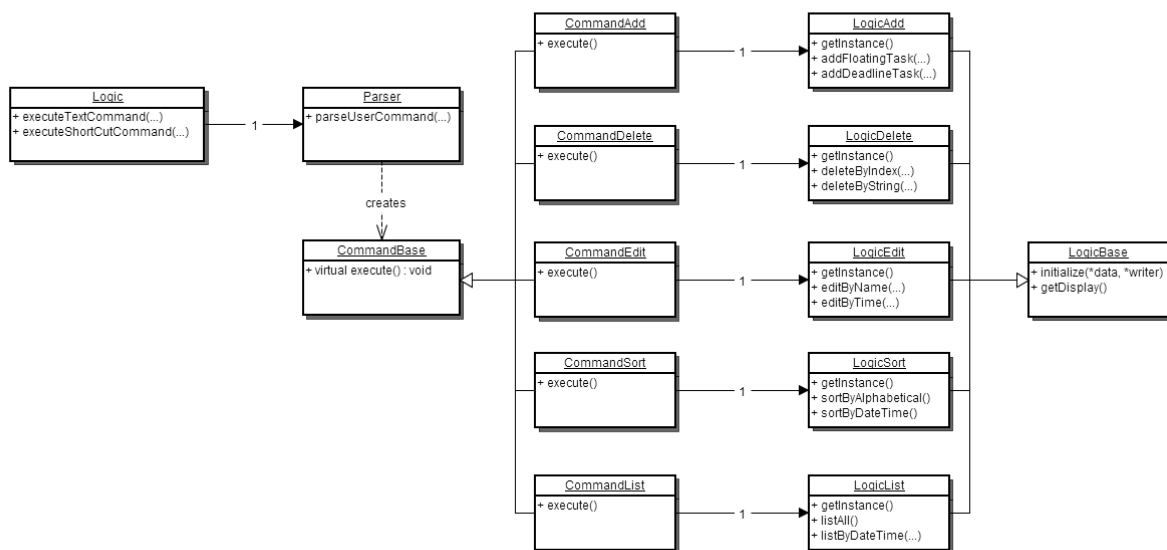 CommandAdd
+ execute()
1
LogicAdd
+ getInstance()
+ addFloatingTask(...)
+ addDeadlineTask(...)
Logic
+ executeTextCommand(...)
+ executeShortCutCommand(...)
1
Parser
+ parseUserCommand(...)
creates
CommandDelete
+ execute()
1
LogicDelete
+ getInstance()
+ deleteByIndex(...)
+ deleteByString(...)
CommandBase
+ virtual execute() : void
CommandEdit
+ execute()
1
LogicEdit
+ getInstance()
+ editByName(...)
+ editByTime(...)
LogicBase
+ initialize(*data, *writer)
+ getDisplay()
CommandSort
+ execute()
1
LogicSort
+ getInstance()
+ sortByAlphabetical()
+ sortByDateTime()
CommandList
+ execute()
1
LogicList
+ getInstance()
+ listAll()
+ listByDateTime(...)